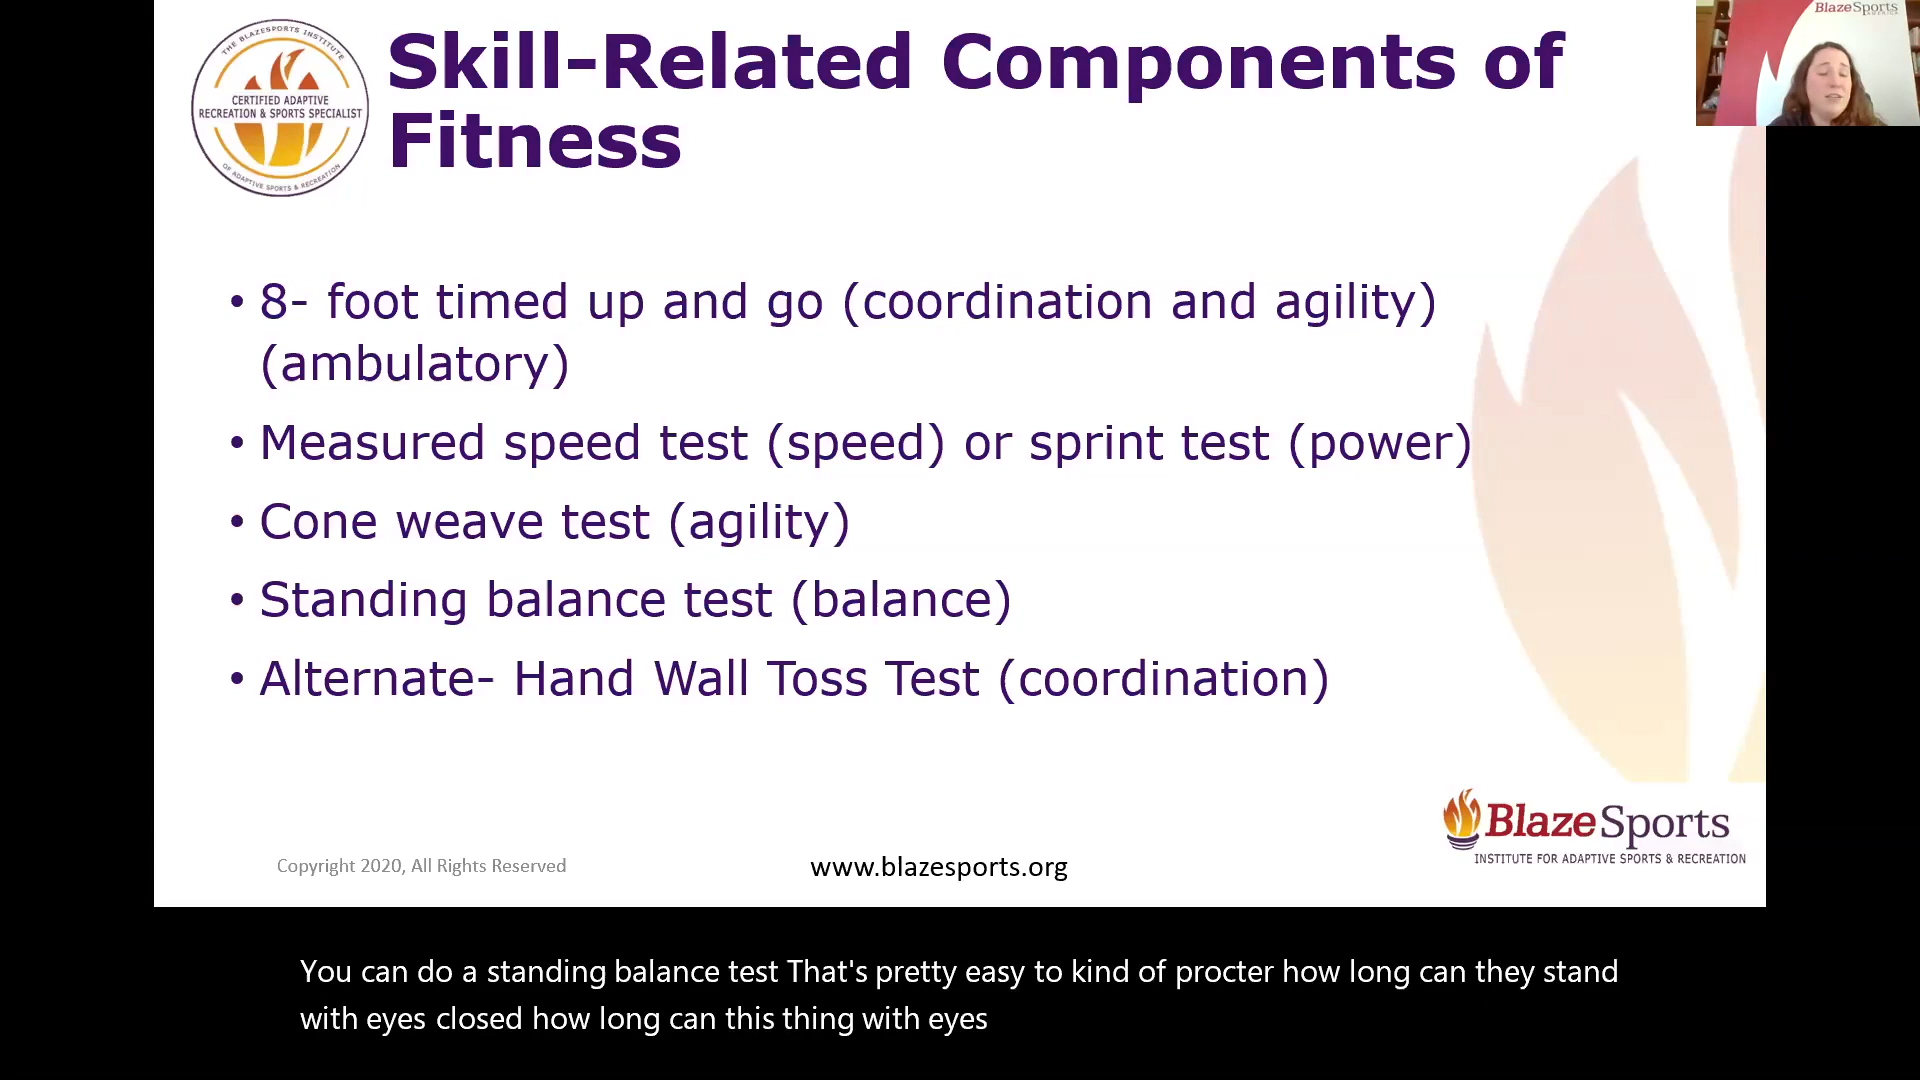 THE BLAZESPORTS INSTITUTE
CERTIFIED ADAPTIVE
RECREATION & SPORTS SPECIALIST
OF ADAPTIVE SPORTS & RECREATION
Skill-Related Components of
Fitness
BlazeSports
AMERICA
• 8- foot timed up and go (coordination and agility)
(ambulatory)
• Measured speed test (speed) or sprint test (power)
• Cone weave test (agility)
• Standing balance test (balance)
• Alternate- Hand Wall Toss Test (coordination)
Copyright 2020, All Rights Reserved
www.blazesports.org
BlazeSports
INSTITUTE FOR ADAPTIVE SPORTS & RECREATION
You can do a standing balance test That's pretty easy to kind of procter how long can they stand
with eyes closed how long can this thing with eyes